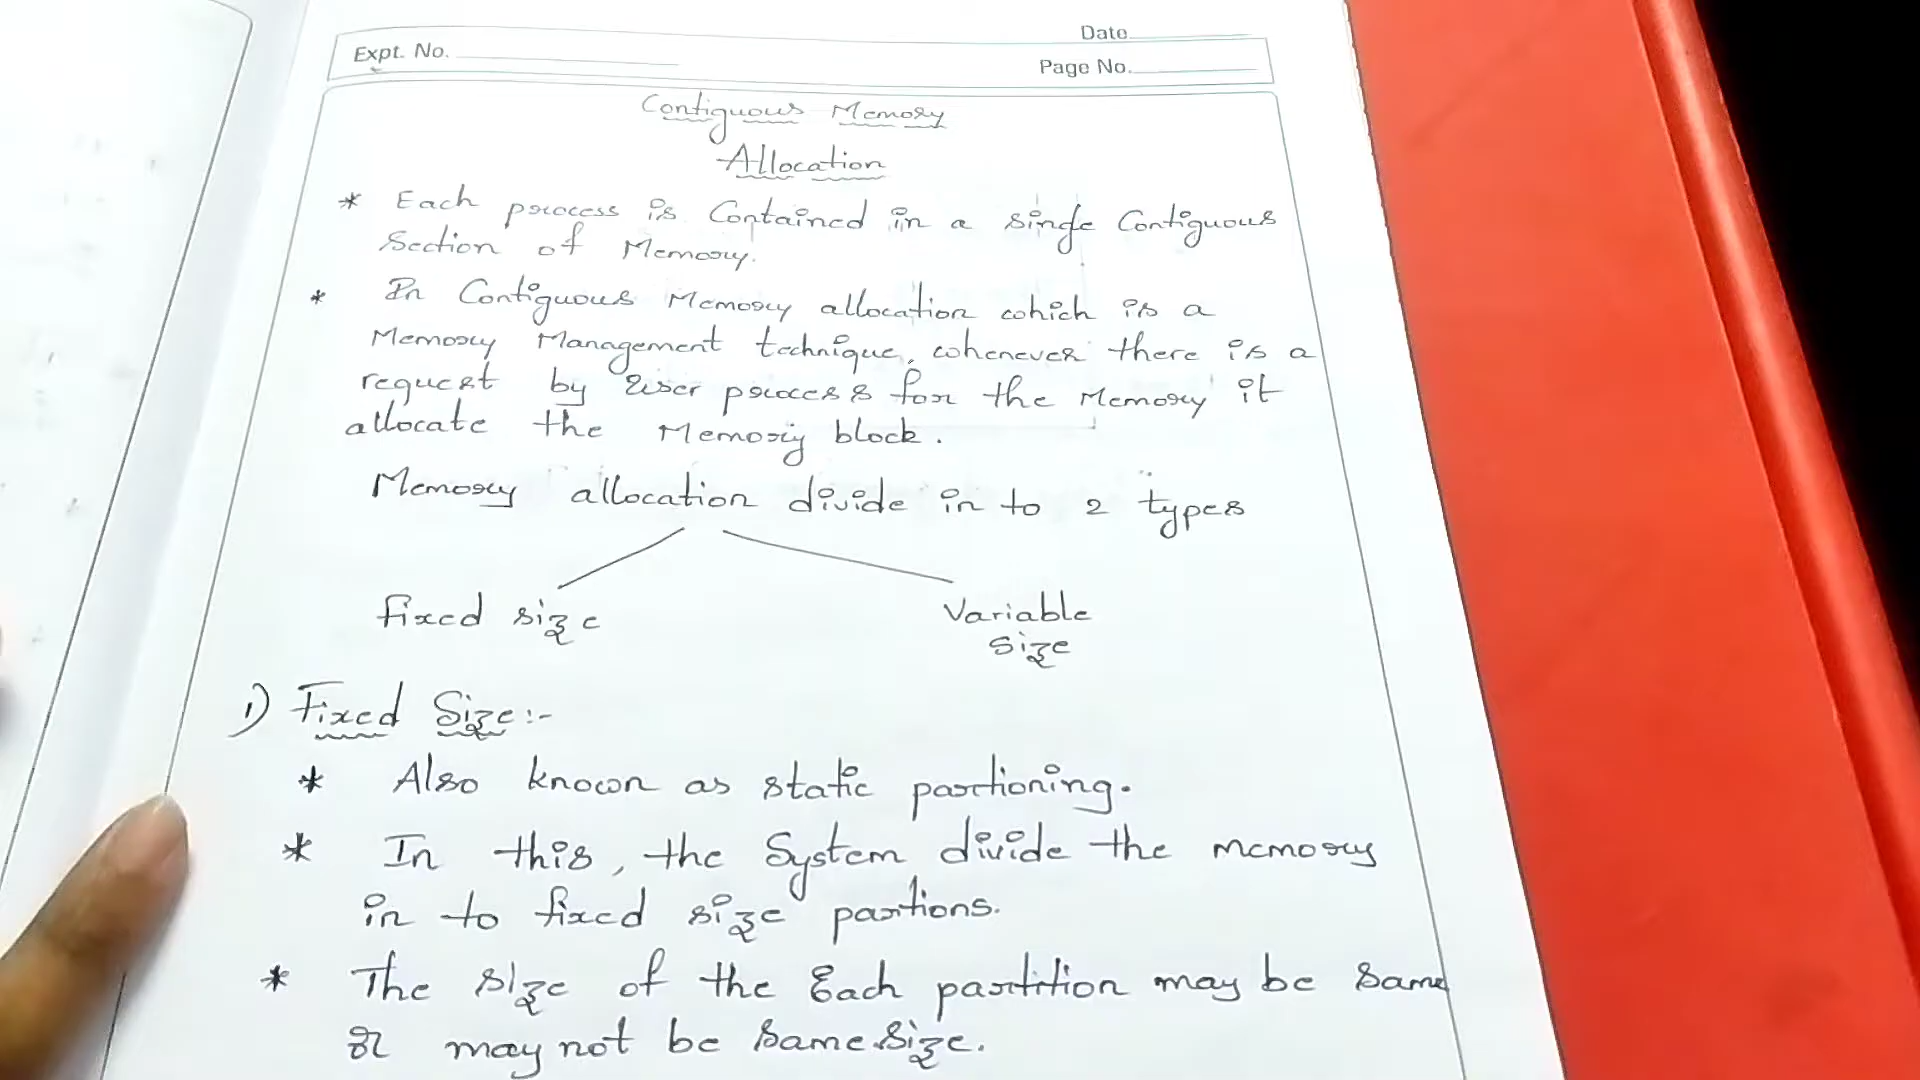 Date
Expt. No.
Page No.
Contiguous Memory
Allocation
* Each process is Contained in a single Contiguous
Section of Memory.
* In Contiguous Memory allocation which is a
Memory Management technique, whenever there is a
request by user process for the Memory it
allocate the Memory block.
Memory allocation divide in to 2 types
fixed size
Variable
size
1) Fixed Size:-
* Also known as static partioning.
* In this, the System divide the memory
in to fixed size partions.
* The size of the Each partition may be same
or may not be same size.